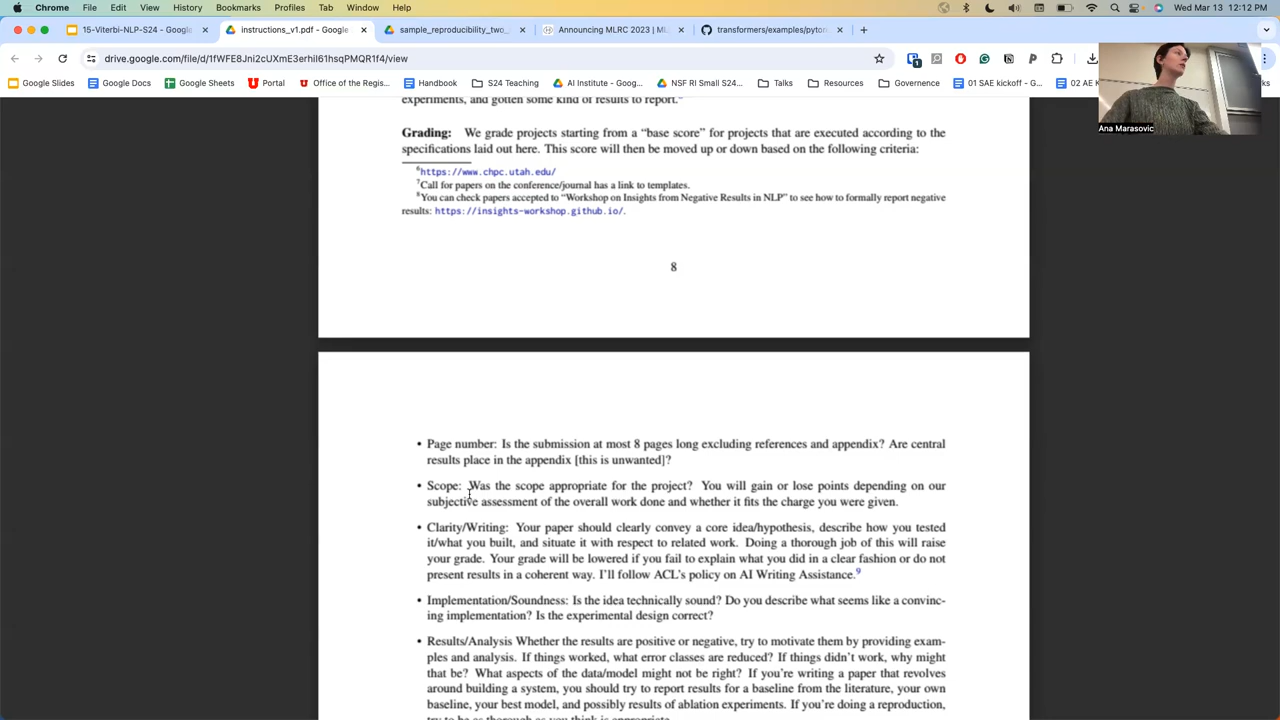 Chrome File Edit View History Bookmarks Profiles Tab Window Help Wed Mar 13 12:12 PM
15-Viterbi-NLP-S24 - Google instructions_v1.pdf - Google sample_reproducibility_two_ Announcing MLRC 2023 | ML transformers/examples/pytor
drive.google.com/file/d/1fWFE8Jni2cUXmE3erhiI61hsqPMQR1f4/view
Google Slides Google Docs Google Sheets Portal Office of the Regis... Handbook S24 Teaching AI Institute - Googl... NSF RI Small S24... Talks Resources Governence 01 SAE kickoff - G... 02 AE K
Ana Marasovic
experiments, and gotten some kind of results to report.8
Grading: We grade projects starting from a “base score” for projects that are executed according to the
specifications laid out here. This score will then be moved up or down based on the following criteria:
6https://www.chpc.utah.edu/
7Call for papers on the conference/journal has a link to templates.
8You can check papers accepted to “Workshop on Insights from Negative Results in NLP” to see how to formally report negative
results: https://insights-workshop.github.io/.
8
• Page number: Is the submission at most 8 pages long excluding references and appendix? Are central
results place in the appendix [this is unwanted]?
• Scope: Was the scope appropriate for the project? You will gain or lose points depending on our
subjective assessment of the overall work done and whether it fits the charge you were given.
• Clarity/Writing: Your paper should clearly convey a core idea/hypothesis, describe how you tested
it/what you built, and situate it with respect to related work. Doing a thorough job of this will raise
your grade. Your grade will be lowered if you fail to explain what you did in a clear fashion or do not
present results in a coherent way. I'll follow ACL's policy on AI Writing Assistance.9
• Implementation/Soundness: Is the idea technically sound? Do you describe what seems like a convinc-
ing implementation? Is the experimental design correct?
• Results/Analysis Whether the results are positive or negative, try to motivate them by providing exam-
ples and analysis. If things worked, what error classes are reduced? If things didn't work, why might
that be? What aspects of the data/model might not be right? If you're writing a paper that revolves
around building a system, you should try to report results for a baseline from the literature, your own
baseline, your best model, and possibly results of ablation experiments. If you're doing a reproduction,
try to be as thorough as you think is appropriate.